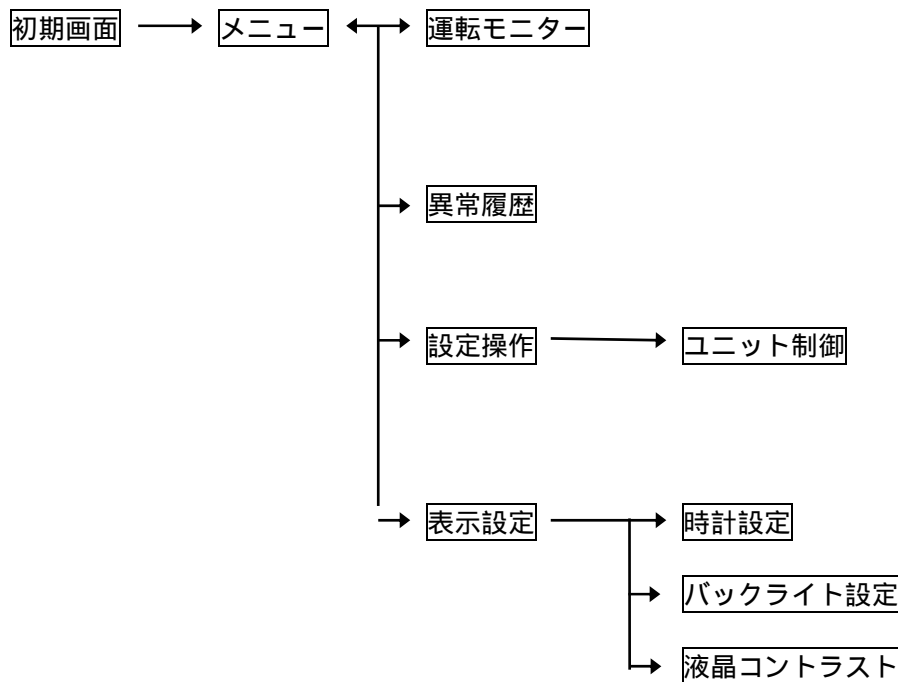 初期画面
メニュー
運転モニター
異常履歴
設定操作
ユニット制御
表示設定
時計設定
バックライト設定
液晶コントラスト